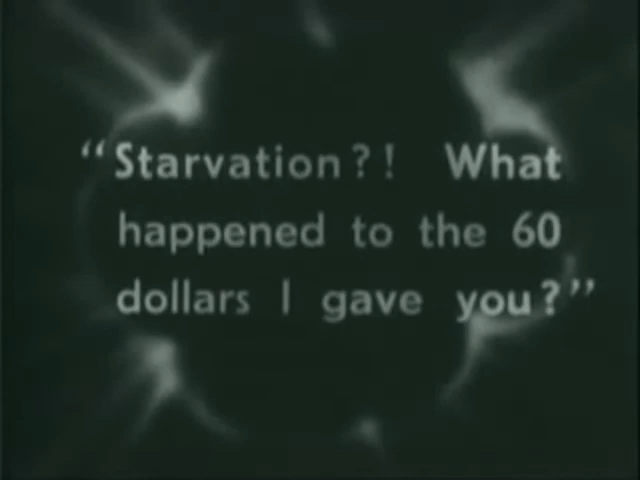 “Starvation?! What
happened to the 60
dollars I gave you?”